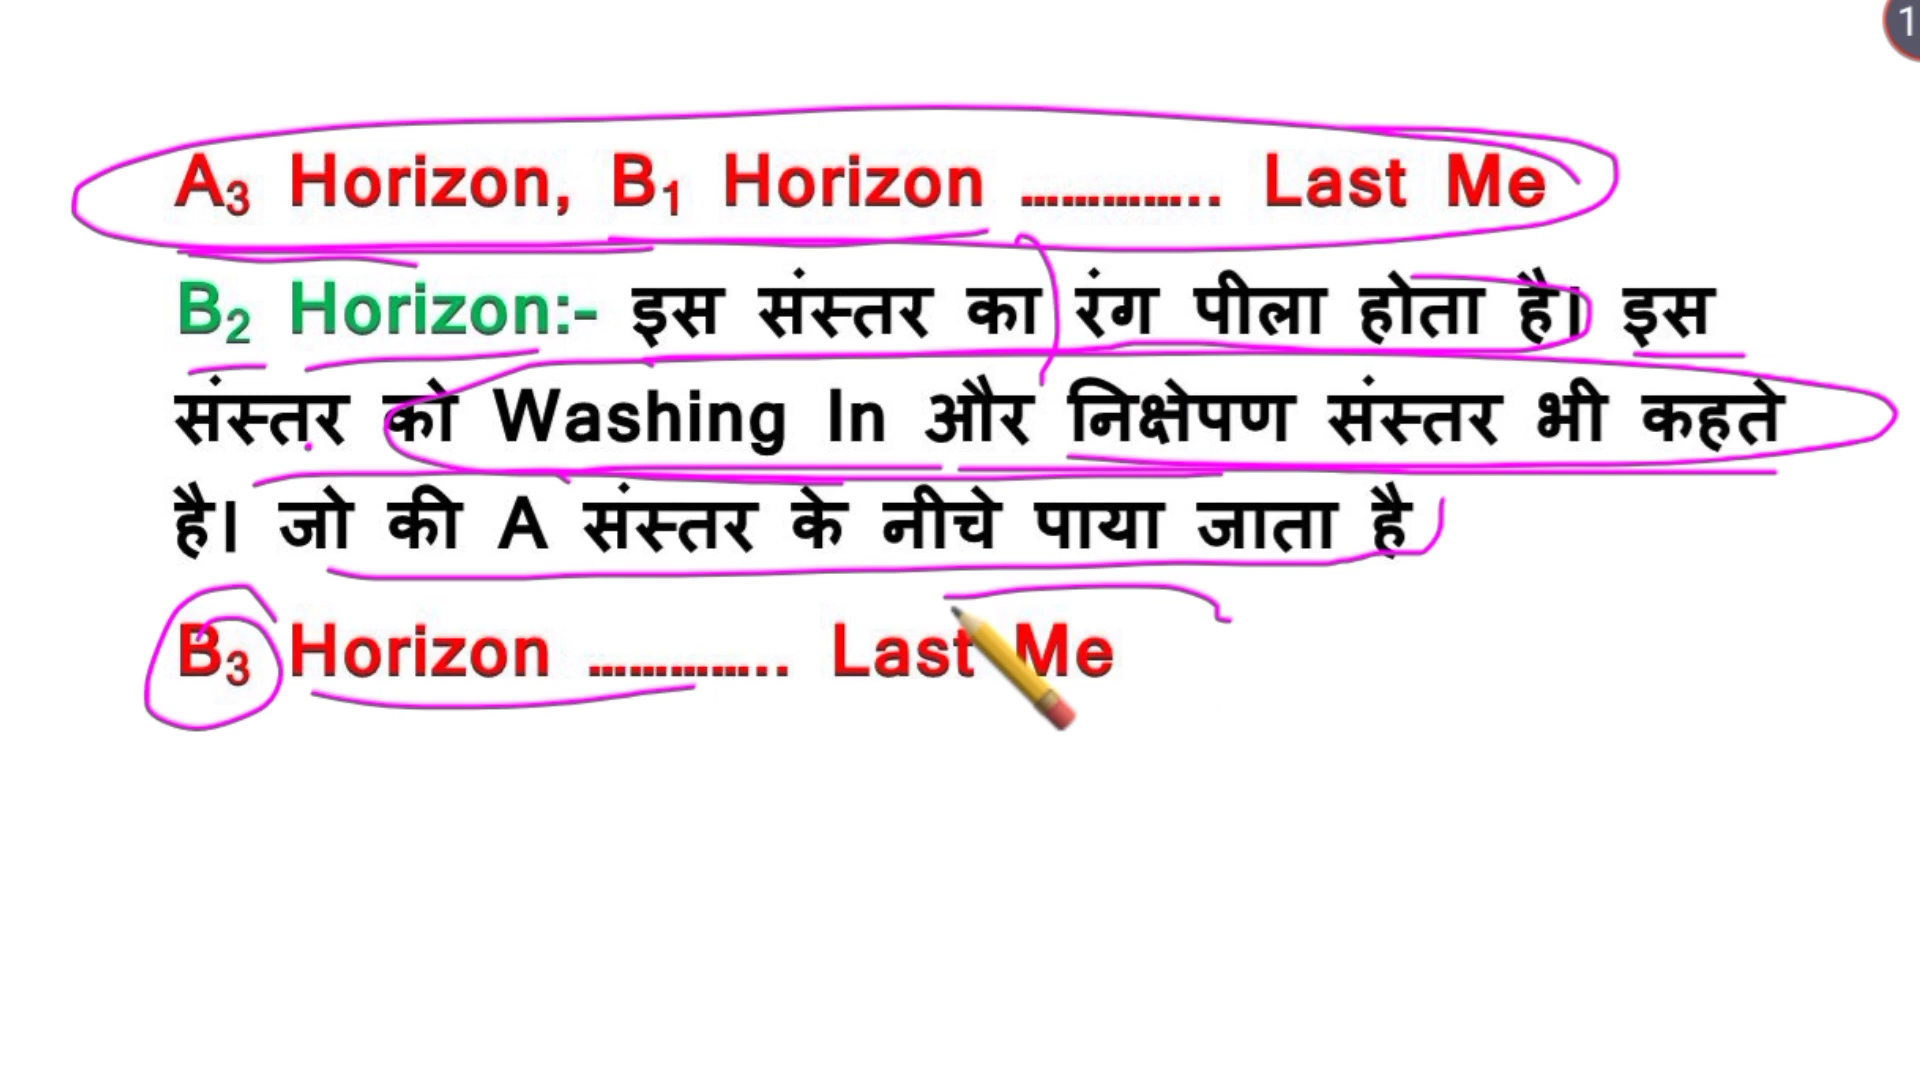 1
A₃ Horizon, B₁ Horizon ………….. Last Me
B₂ Horizon:- इस संस्तर का रंग पीला होता है। इस
संस्तर को Washing In और निक्षेपण संस्तर भी कहते
है। जो की A संस्तर के नीचे पाया जाता है
B₃ Horizon ………….. Last Me